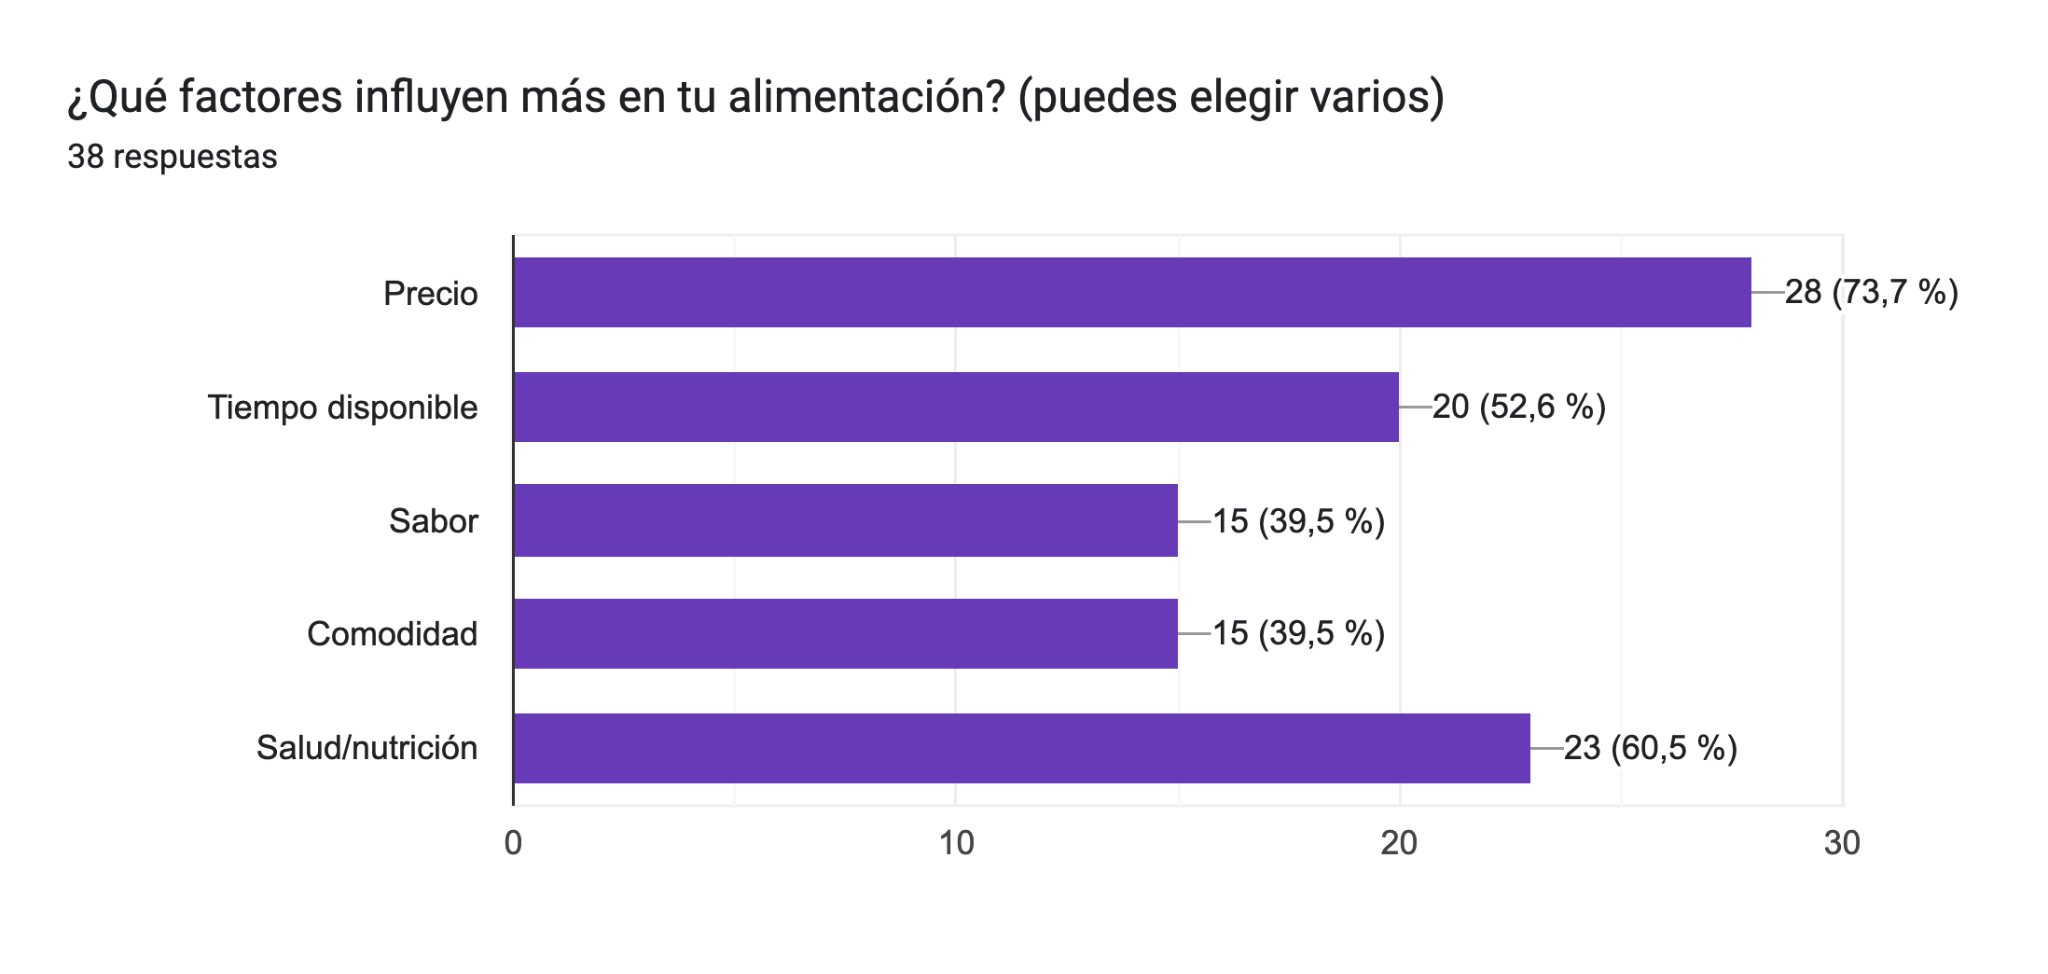 ¿Qué factores influyen más en tu alimentación? (puedes elegir varios)
38 respuestas
Precio
28 (73,7 %)
Tiempo disponible
20 (52,6 %)
Sabor
15 (39,5 %)
Comodidad
15 (39,5 %)
Salud/nutrición
23 (60,5 %)
0 10 20 30